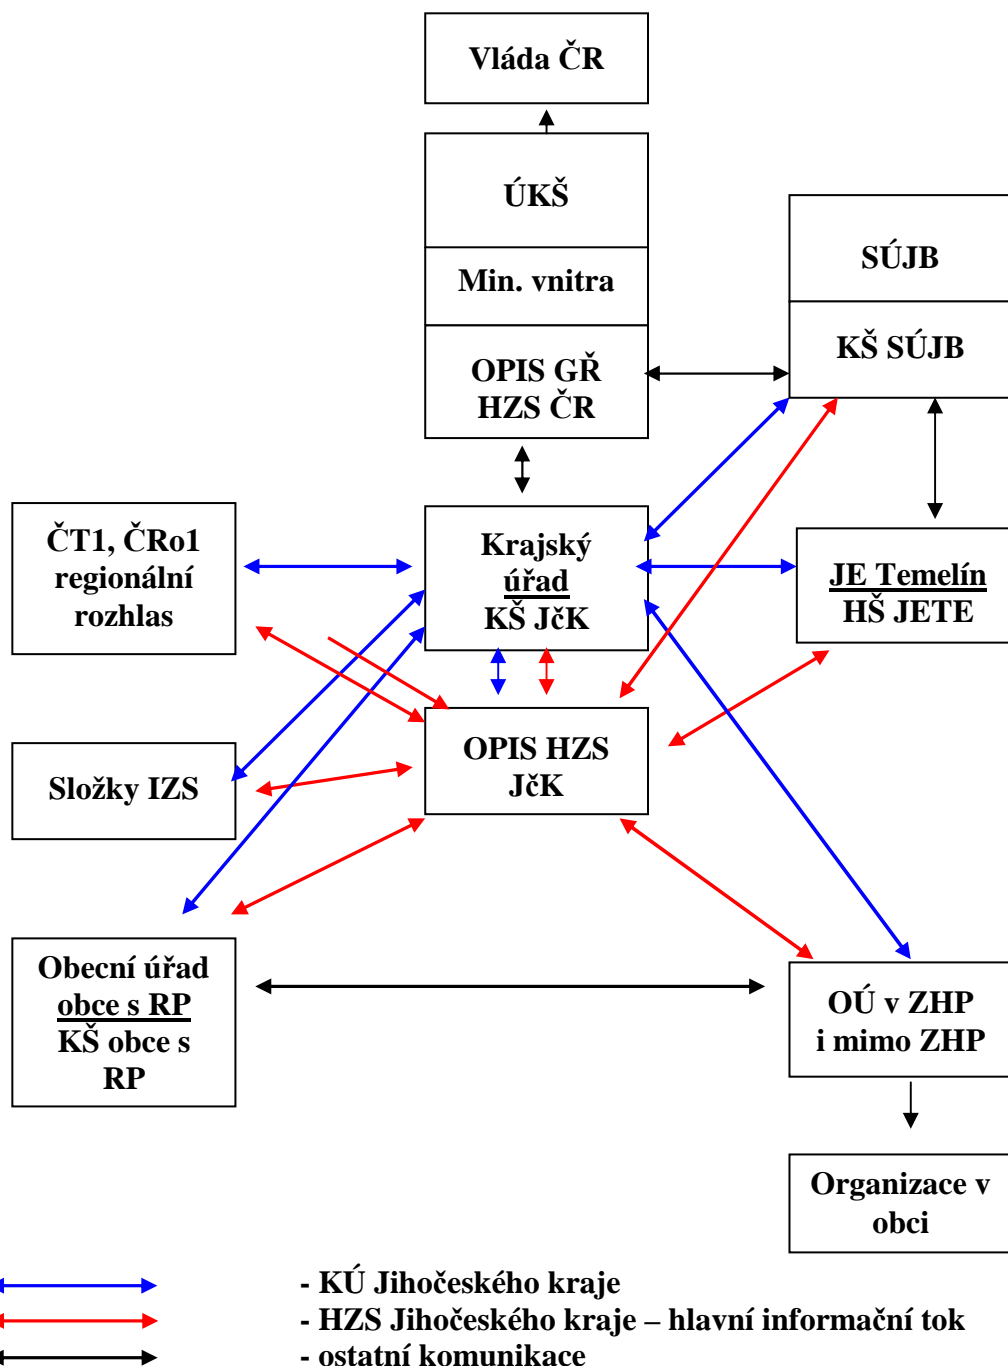 Vláda ČR
ÚKŠ
Min. vnitra
OPIS GŘ
HZS ČR
SÚJB
KŠ SÚJB
ČT1, ČRo1
regionální
rozhlas
Krajský
úřad
KŠ JčK
JE Temelín
HŠ JETE
Složky IZS
OPIS HZS
JčK
Obecní úřad
obce s RP
KŠ obce s
RP
OÚ v ZHP
i mimo ZHP
Organizace v
obci
- KÚ Jihočeského kraje
- HZS Jihočeského kraje – hlavní informační tok
- ostatní komunikace